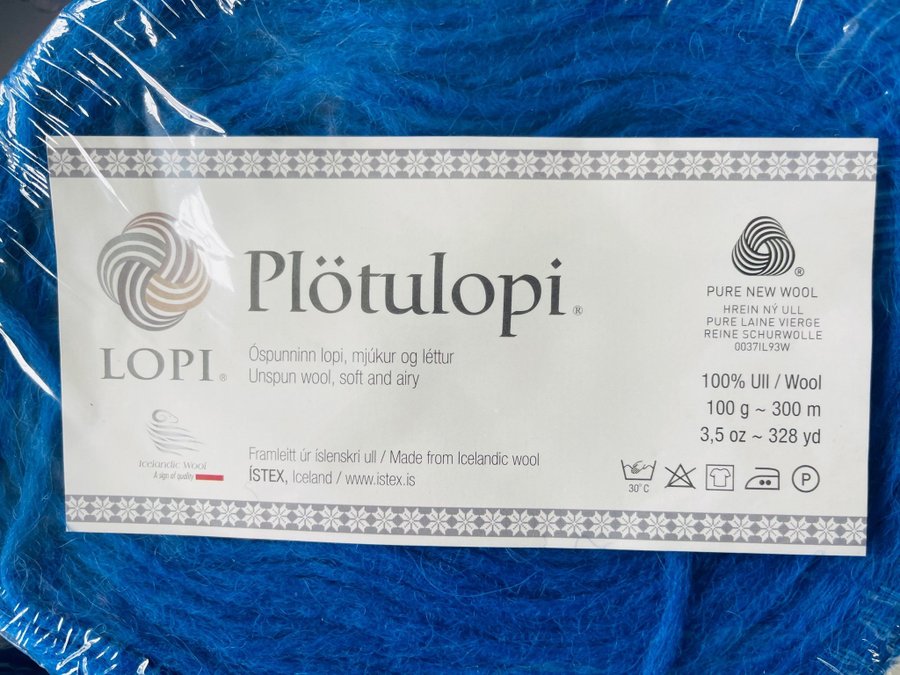 Plötulopi®
LOPI®
Óspunninn lopi, mjúkur og léttur
Unspun wool, soft and airy
Icelandic Wool
A sign of quality
Framleitt úr íslenskri ull / Made from Icelandic wool
ÍSTEX, Iceland / www.istex.is
®
PURE NEW WOOL
HREIN NÝ ULL
PURE LAINE VIERGE
REINE SCHURWOLLE
0037IL93W
100% Ull / Wool
100 g ~ 300 m
3,5 oz ~ 328 yd
30°C
P